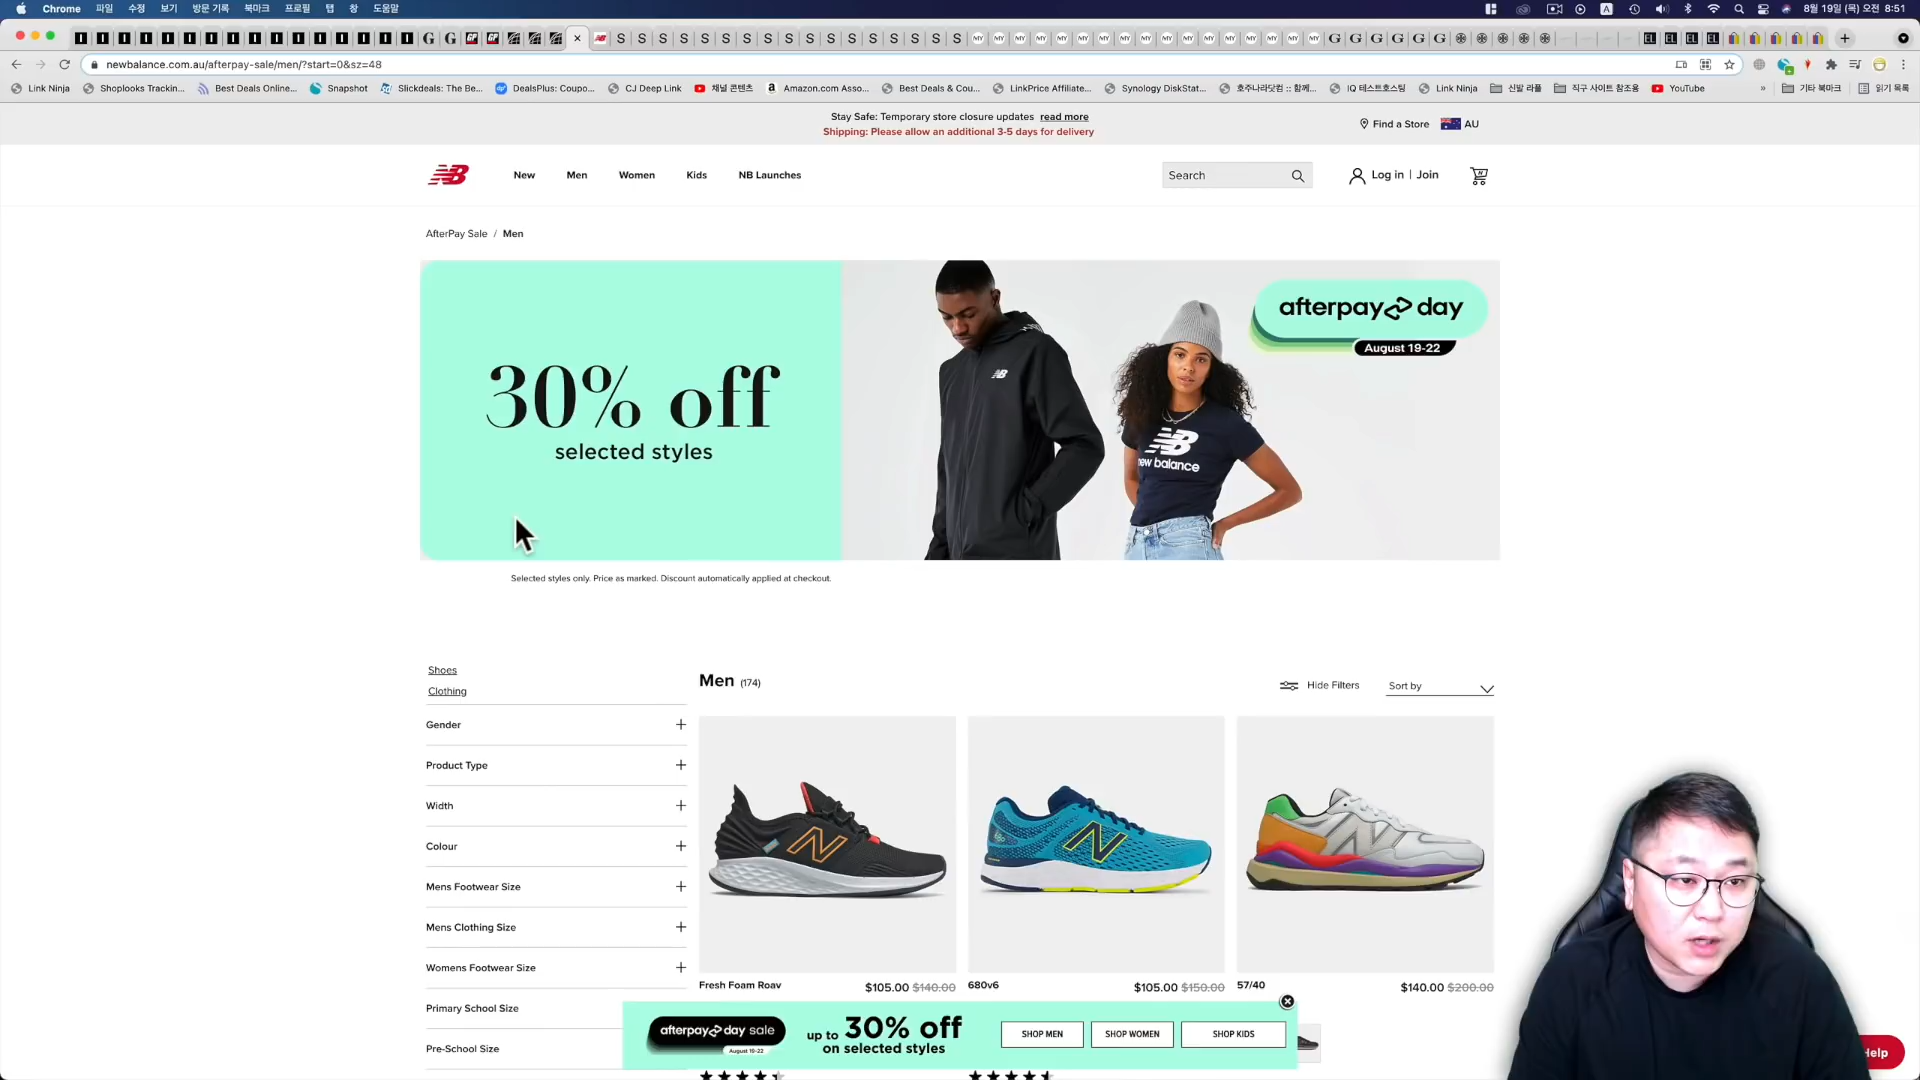 Chrome 파일 수정 보기 방문 기록 북마크 프로필 탭 창 도움말
8월 19일 (목) 오전 8:51
newbalance.com.au/afterpay-sale/men/?start=0&sz=48
Link Ninja Shoplooks Trackin... Best Deals Online... Snapshot Slickdeals: The Be... DealsPlus: Coupo... CJ Deep Link 채널 콘텐츠 Amazon.com Asso... Best Deals & Cou... LinkPrice Affiliate... Synology DiskStat... 호주나라닷컴 :: 함께... IQ 테스트호스팅 Link Ninja 신발 라플 직구 사이트 참조용 YouTube » 기타 북마크 읽기 목록
Stay Safe: Temporary store closure updates read more
Shipping: Please allow an additional 3-5 days for delivery
Find a Store AU
New Men Women Kids NB Launches
Search
Log in | Join
AfterPay Sale / Men
30% off
selected styles
afterpay day
August 19-22
NB
new balance
Selected styles only. Price as marked. Discount automatically applied at checkout.
Shoes
Clothing
Gender
Product Type
Width
Colour
Mens Footwear Size
Mens Clothing Size
Womens Footwear Size
Primary School Size
Pre-School Size
Men (174)
Hide Filters
Sort by
Fresh Foam Roav $105.00 $140.00
680v6 $105.00 $150.00
57/40 $140.00 $200.00
afterpay day sale
August 19-22
up to 30% off
on selected styles
SHOP MEN
SHOP WOMEN
SHOP KIDS
Help